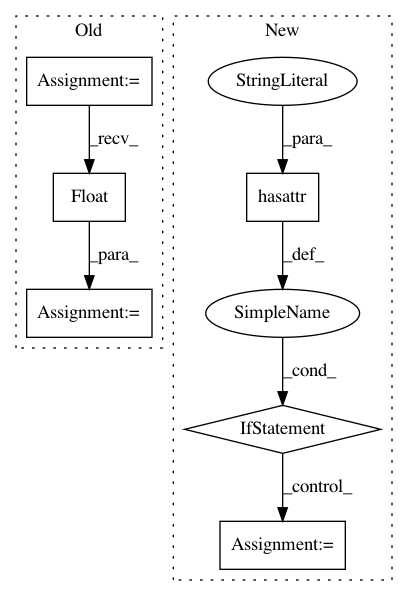 Old
Assignment:=
_recv_
Float
_para_
Assignment:=
New
StringLiteral
_para_
hasattr
_def_
SimpleName
_cond_
IfStatement
_control_
Assignment:=